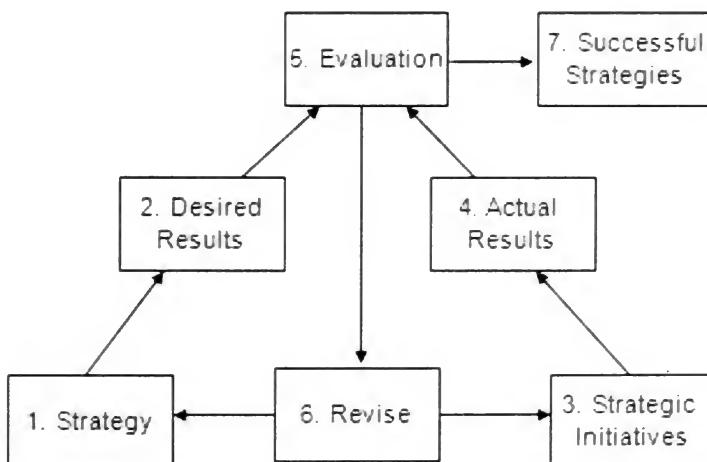 5. Evaluation
7. Successful
Strategies
2. Desired
Results
4. Actual
Results
1. Strategy
6. Revise
3. Strategic
Initiatives